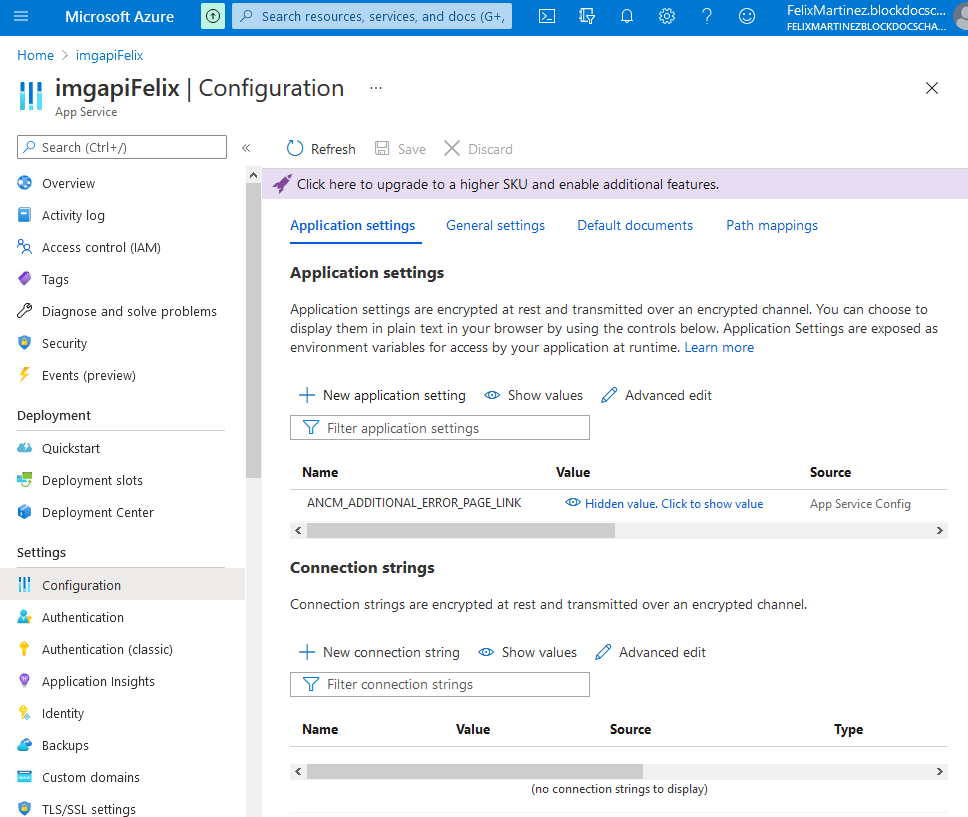 Microsoft Azure
Search resources, services, and docs (G+/
FelixMartinez.blockdocsc...
FELIXMARTINEZBLOCKDOCSCHA...
Home > imgapiFelix
imgapiFelix | Configuration ...
App Service
Search (Ctrl+/)
«
Overview
Activity log
Access control (IAM)
Tags
Diagnose and solve problems
Security
Events (preview)
Deployment
Quickstart
Deployment slots
Deployment Center
Settings
Configuration
Authentication
Authentication (classic)
Application Insights
Identity
Backups
Custom domains
TLS/SSL settings
Refresh Save Discard
Click here to upgrade to a higher SKU and enable additional features.
Application settings General settings Default documents Path mappings
Application settings
Application settings are encrypted at rest and transmitted over an encrypted channel. You can choose to
display them in plain text in your browser by using the controls below. Application Settings are exposed as
environment variables for access by your application at runtime. Learn more
New application setting Show values Advanced edit
Filter application settings
Name Value Source
ANCM_ADDITIONAL_ERROR_PAGE_LINK Hidden value. Click to show value App Service Config
Connection strings
Connection strings are encrypted at rest and transmitted over an encrypted channel.
New connection string Show values Advanced edit
Filter connection strings
Name Value Source Type
(no connection strings to display)